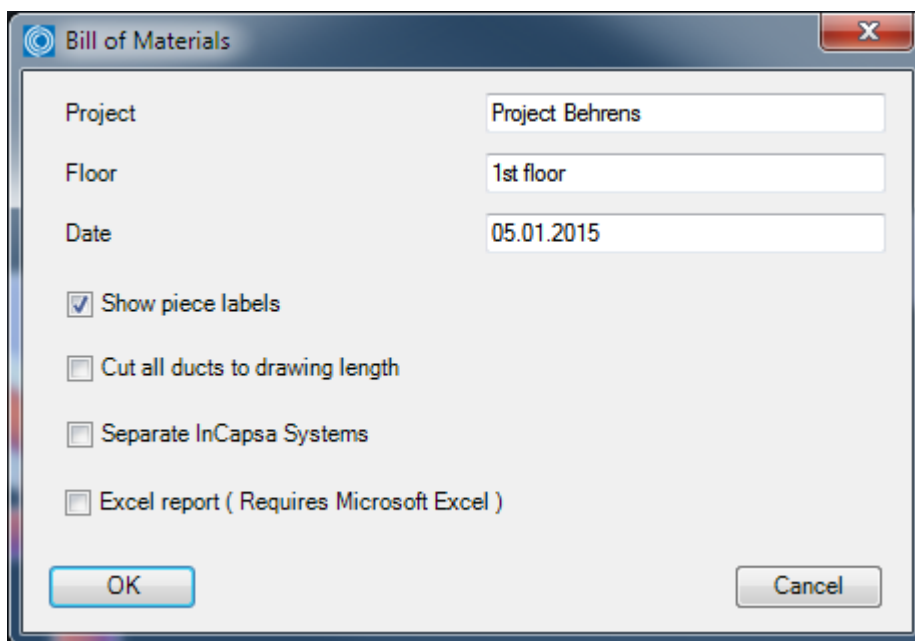 Bill of Materials
Project Project Behrens
Floor 1st floor
Date 05.01.2015
Show piece labels
Cut all ducts to drawing length
Separate InCapsa Systems
Excel report ( Requires Microsoft Excel )
OK Cancel